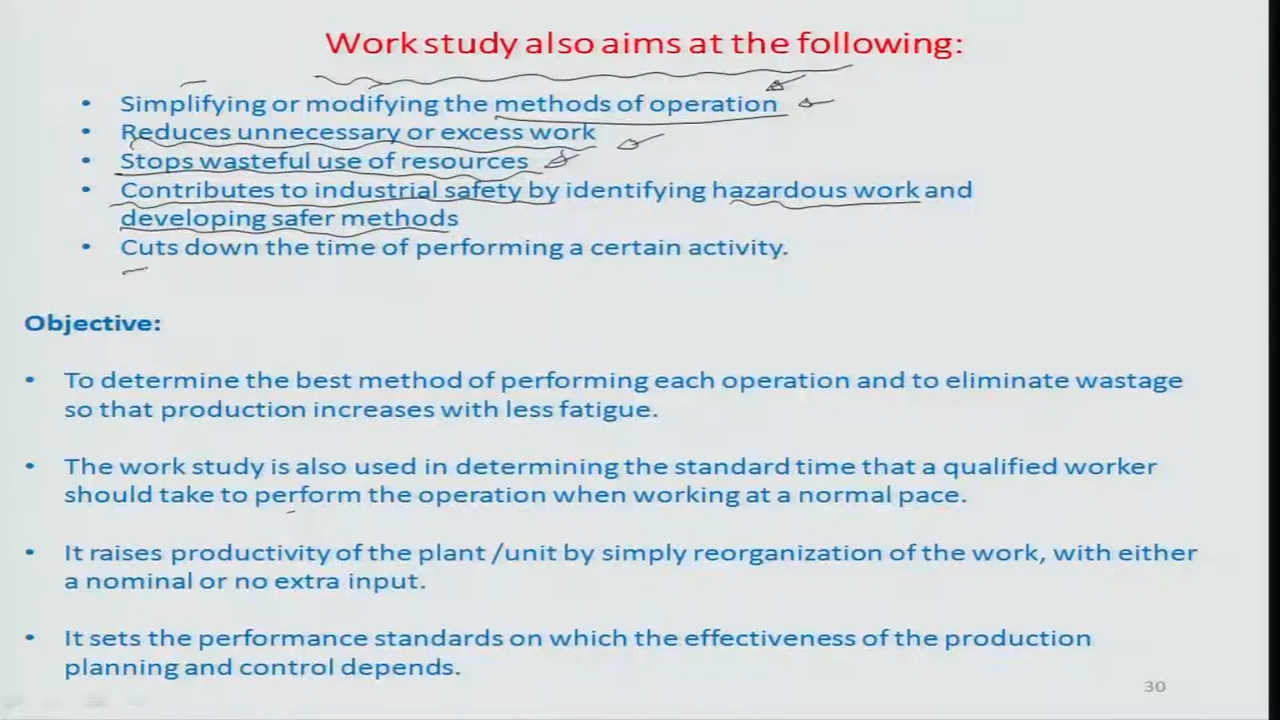 Work study also aims at the following:
• Simplifying or modifying the methods of operation
• Reduces unnecessary or excess work
• Stops wasteful use of resources
• Contributes to industrial safety by identifying hazardous work and
developing safer methods
• Cuts down the time of performing a certain activity.
Objective:
• To determine the best method of performing each operation and to eliminate wastage
so that production increases with less fatigue.
• The work study is also used in determining the standard time that a qualified worker
should take to perform the operation when working at a normal pace.
• It raises productivity of the plant /unit by simply reorganization of the work, with either
a nominal or no extra input.
• It sets the performance standards on which the effectiveness of the production
planning and control depends.
30